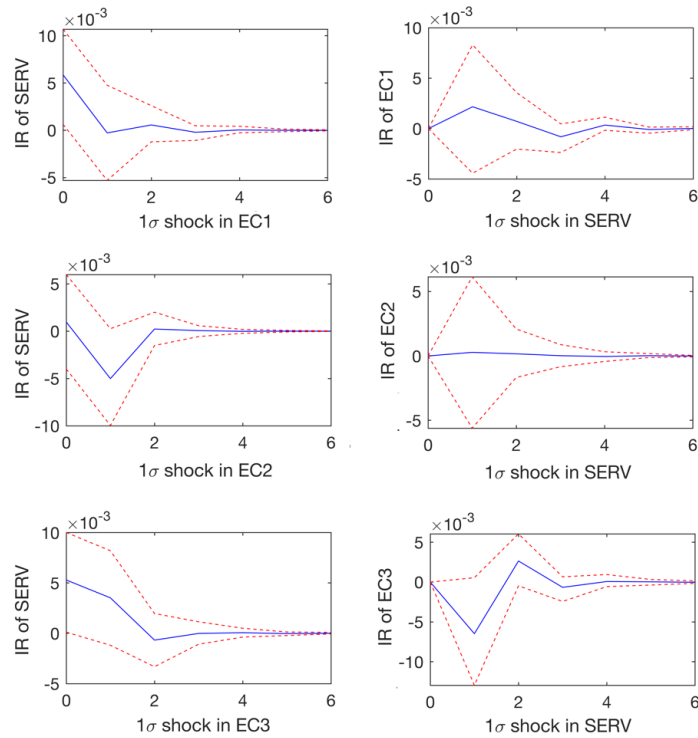 ×10⁻³
10
5
0
-5
IR of SERV
0 2 4 6
1σ shock in EC1
×10⁻³
10
5
0
-5
IR of EC1
0 2 4 6
1σ shock in SERV
×10⁻³
5
0
-5
-10
IR of SERV
0 2 4 6
1σ shock in EC2
×10⁻³
5
0
-5
IR of EC2
0 2 4 6
1σ shock in SERV
×10⁻³
10
5
0
-5
IR of SERV
0 2 4 6
1σ shock in EC3
×10⁻³
5
0
-5
-10
IR of EC3
0 2 4 6
1σ shock in SERV